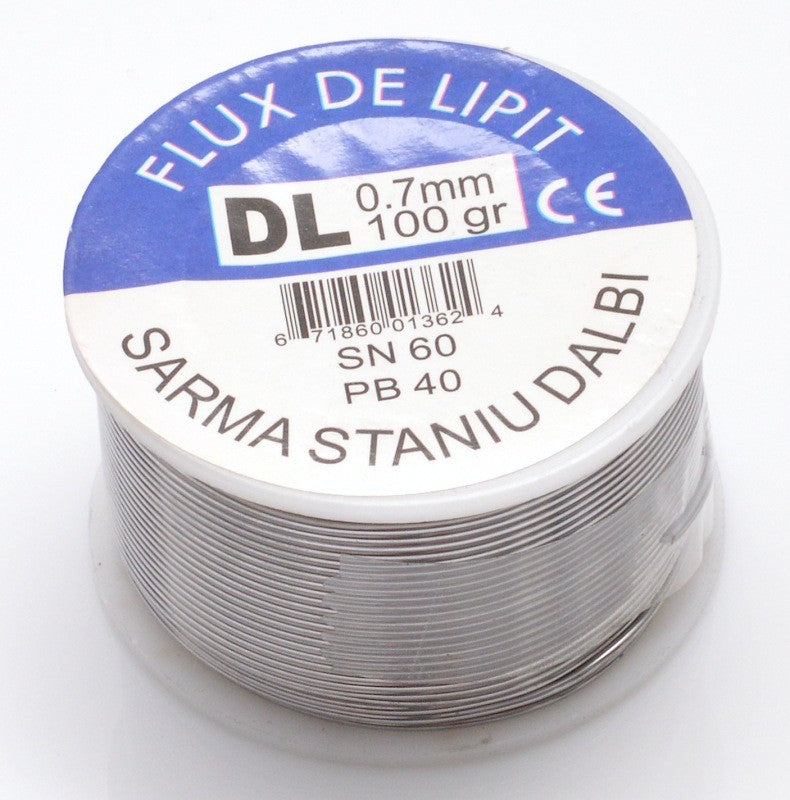 FLUX DE LIPIT
DL
0.7mm
100 gr
CE
6 71860 01362 4
SN 60
PB 40
SARMA STANIU DALBI